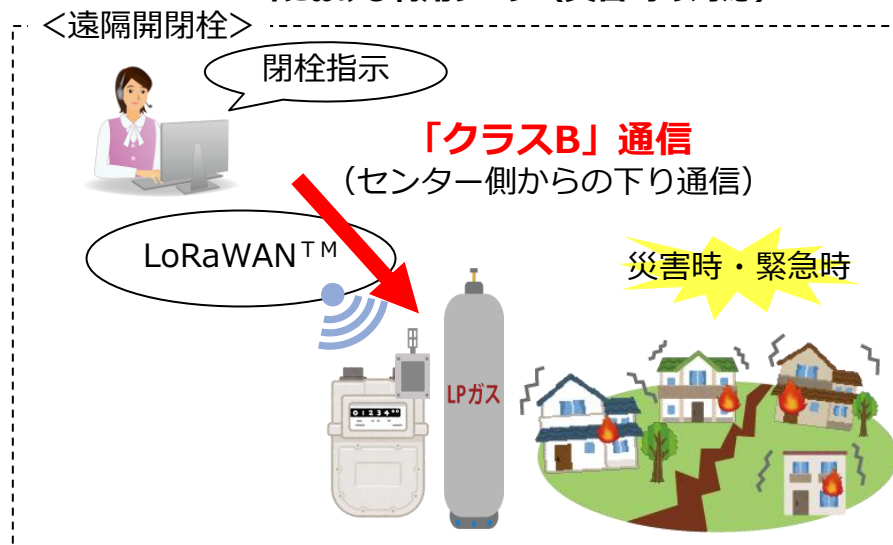 <遠隔開閉栓>
閉栓指示
「クラスB」通信
(センター側からの下り通信)
LoRaWAN™
災害時・緊急時
LPガス
01234